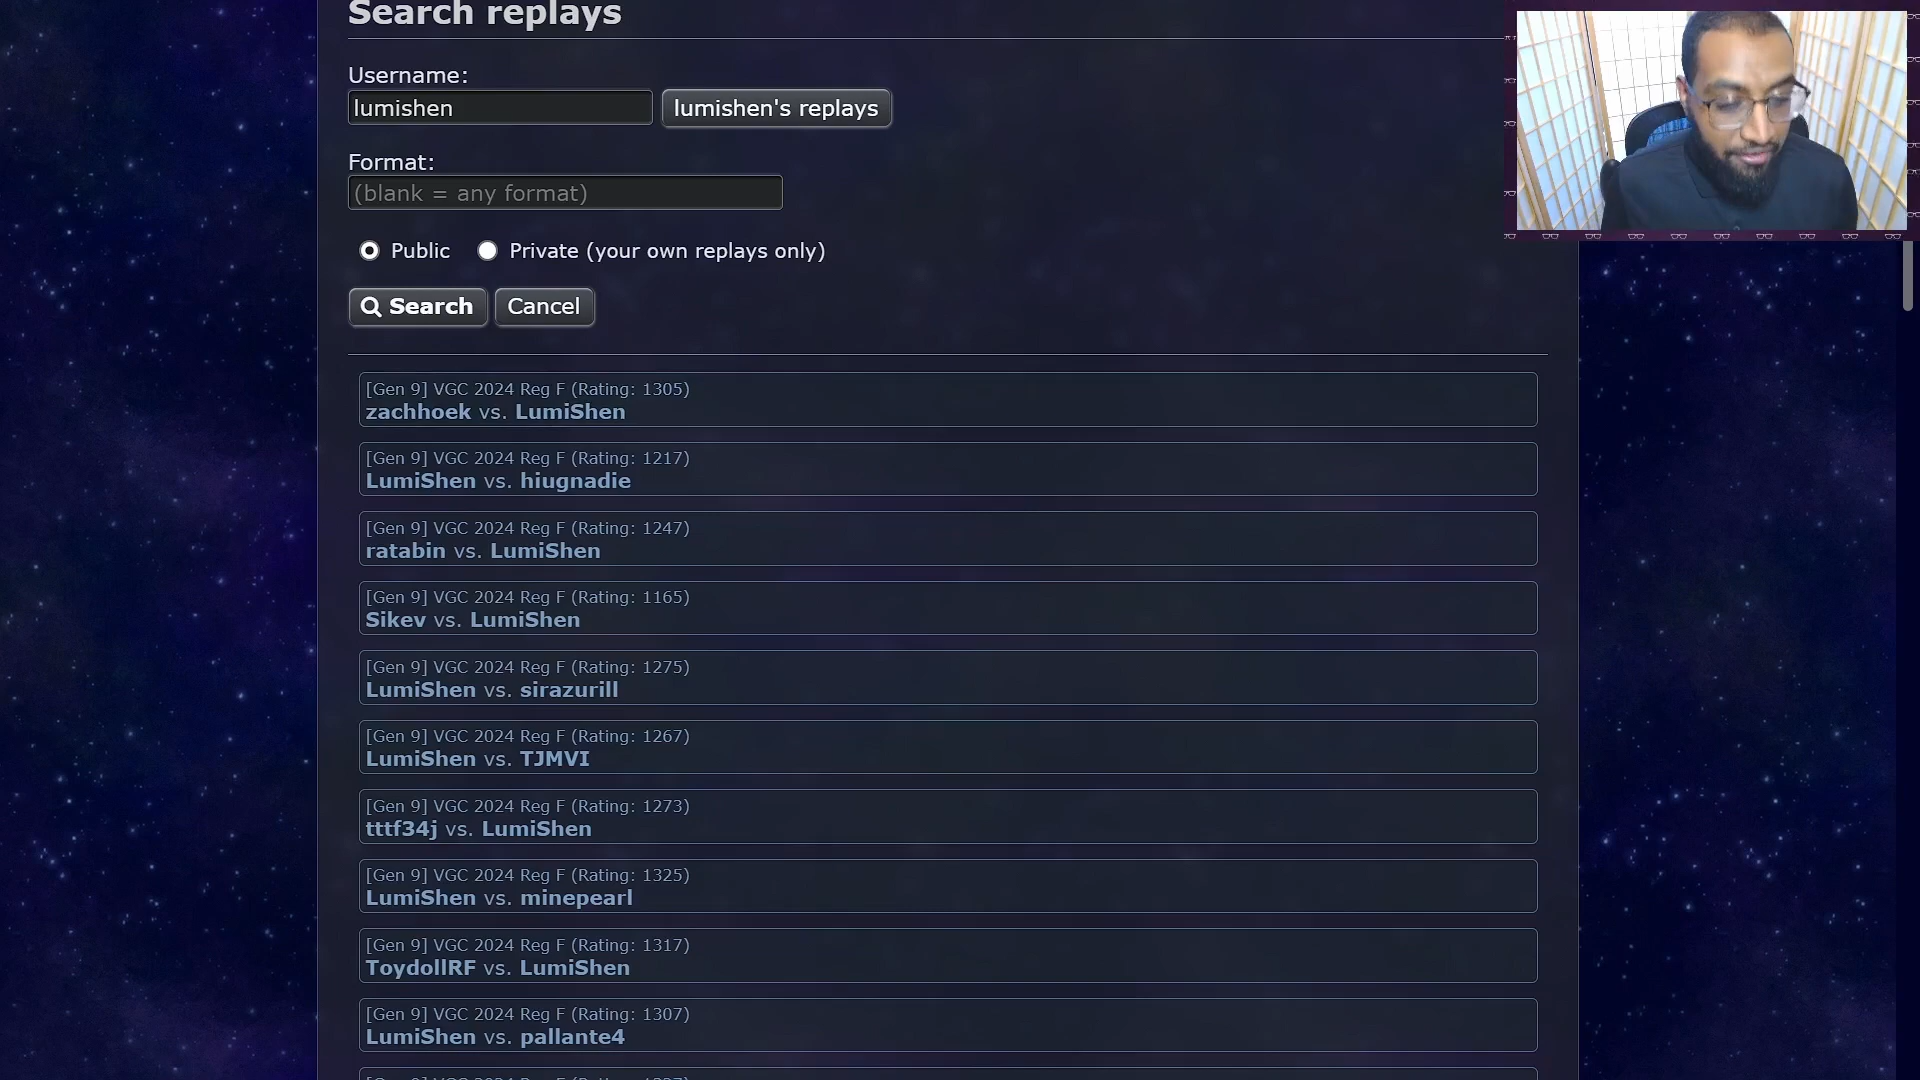 Search replays
Username:
lumishen
lumishen's replays
Format:
(blank = any format)
Public
Private (your own replays only)
Search
Cancel
[Gen 9] VGC 2024 Reg F (Rating: 1305)
zachhoek vs. LumiShen
[Gen 9] VGC 2024 Reg F (Rating: 1217)
LumiShen vs. hiugnadie
[Gen 9] VGC 2024 Reg F (Rating: 1247)
ratabin vs. LumiShen
[Gen 9] VGC 2024 Reg F (Rating: 1165)
Sikev vs. LumiShen
[Gen 9] VGC 2024 Reg F (Rating: 1275)
LumiShen vs. sirazurill
[Gen 9] VGC 2024 Reg F (Rating: 1267)
LumiShen vs. TJMVI
[Gen 9] VGC 2024 Reg F (Rating: 1273)
tttf34j vs. LumiShen
[Gen 9] VGC 2024 Reg F (Rating: 1325)
LumiShen vs. minepearl
[Gen 9] VGC 2024 Reg F (Rating: 1317)
ToydollRF vs. LumiShen
[Gen 9] VGC 2024 Reg F (Rating: 1307)
LumiShen vs. pallante4